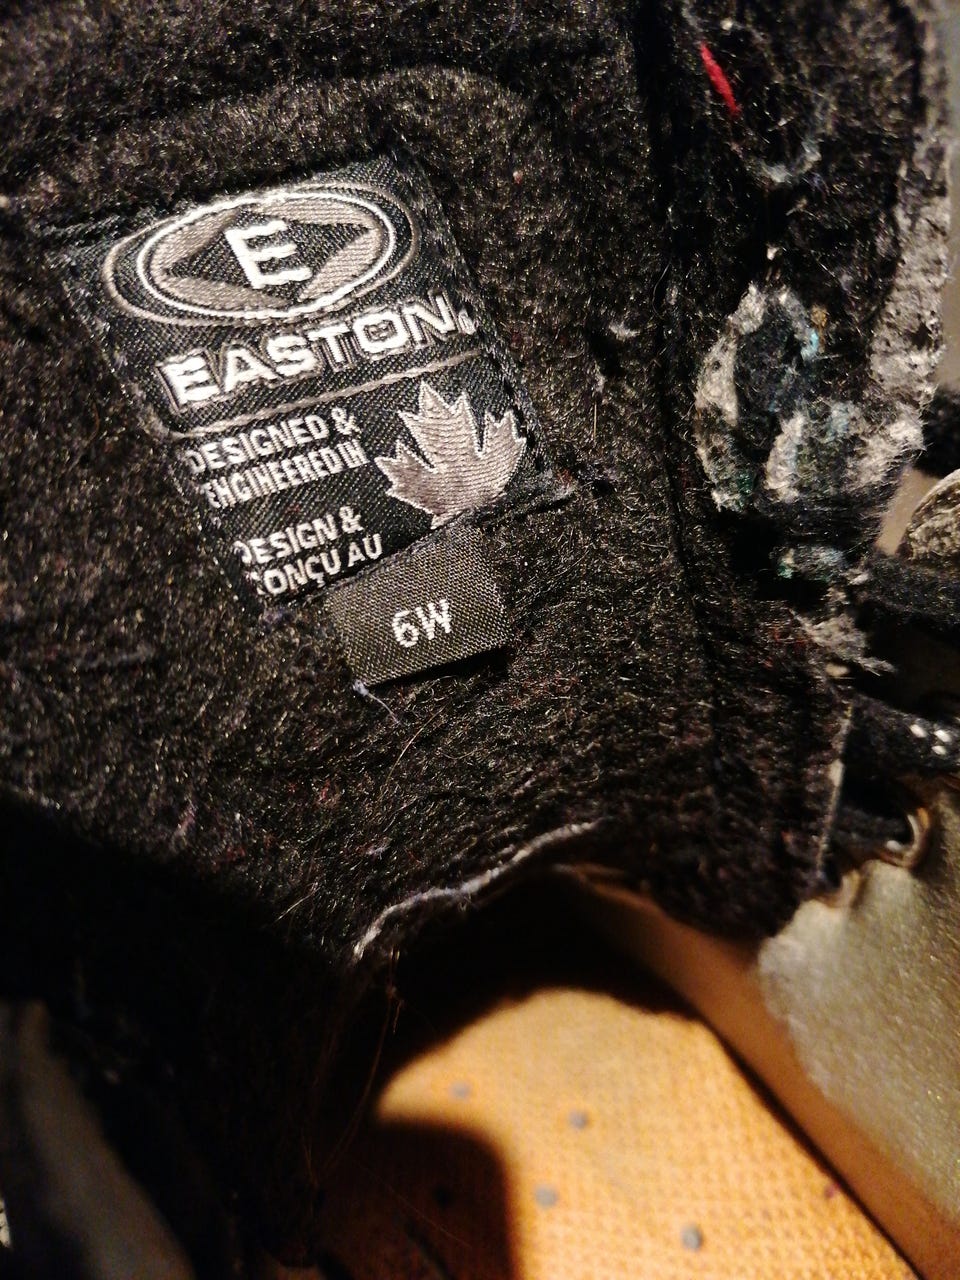 E
EASTON
DESIGNED &
ENGINEERED IN
DESIGN &
CONÇU AU
6W